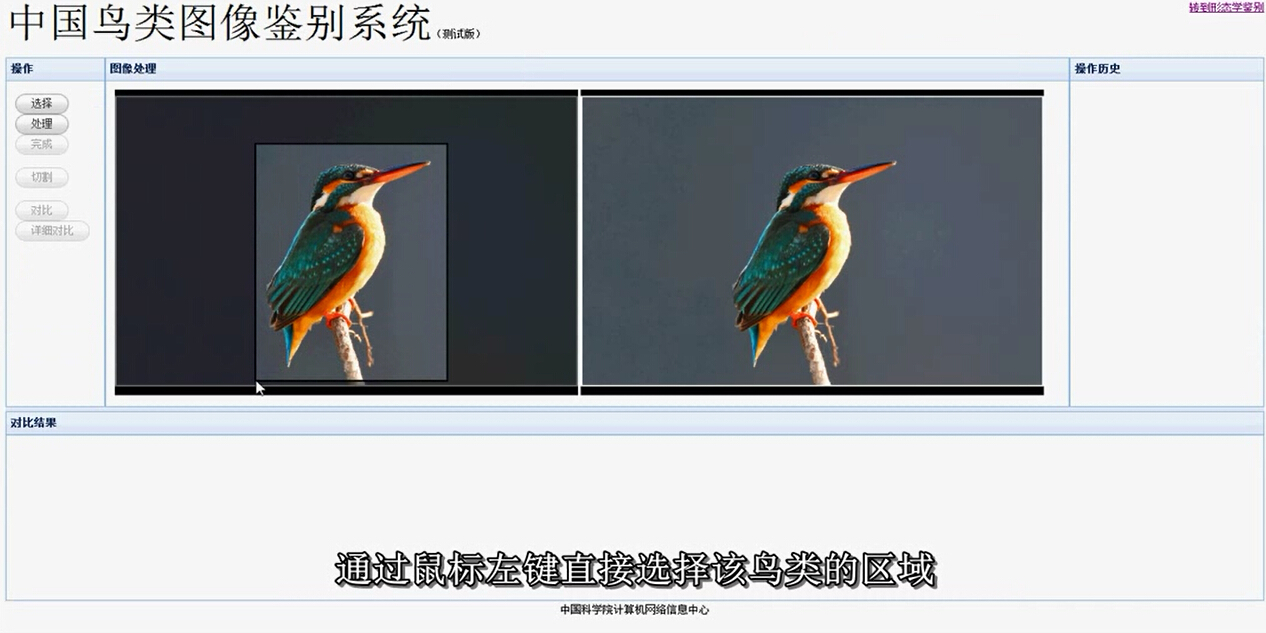 中国鸟类图像鉴别系统（测试版）
转到形态学鉴别
操作
图像处理
操作历史
选择
处理
完成
切割
对比
详细对比
对比结果
通过鼠标左键直接选择该鸟类的区域
中国科学院计算机网络信息中心